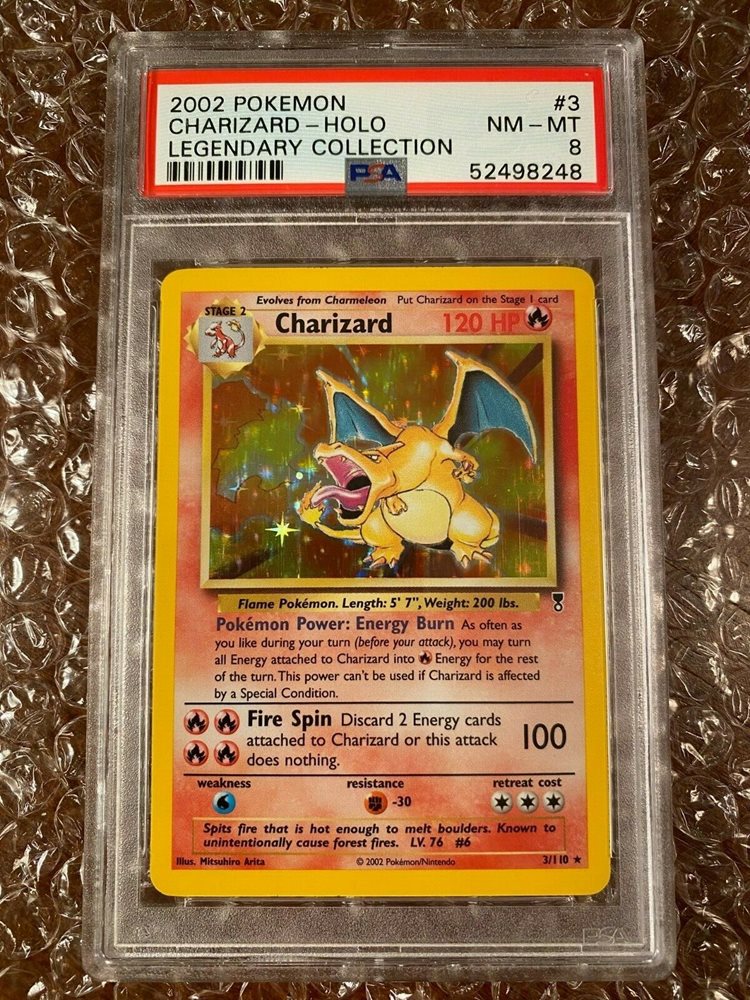 2002 POKEMON #3
CHARIZARD - HOLO NM - MT
LEGENDARY COLLECTION 8
PSA 52498248
Evolves from Charmeleon Put Charizard on the Stage 1 card
STAGE 2
Charizard 120 HP
Flame Pokémon. Length: 5' 7", Weight: 200 lbs.
Pokémon Power: Energy Burn As often as
you like during your turn (before your attack), you may turn
all Energy attached to Charizard into Energy for the rest
of the turn. This power can't be used if Charizard is affected
by a Special Condition.
Fire Spin Discard 2 Energy cards
attached to Charizard or this attack 100
does nothing.
weakness resistance retreat cost
-30
Spits fire that is hot enough to melt boulders. Known to
unintentionally cause forest fires. LV. 76 #6
Illus. Mitsuhiro Arita © 2002 Pokémon/Nintendo 3/110 ★
PSA